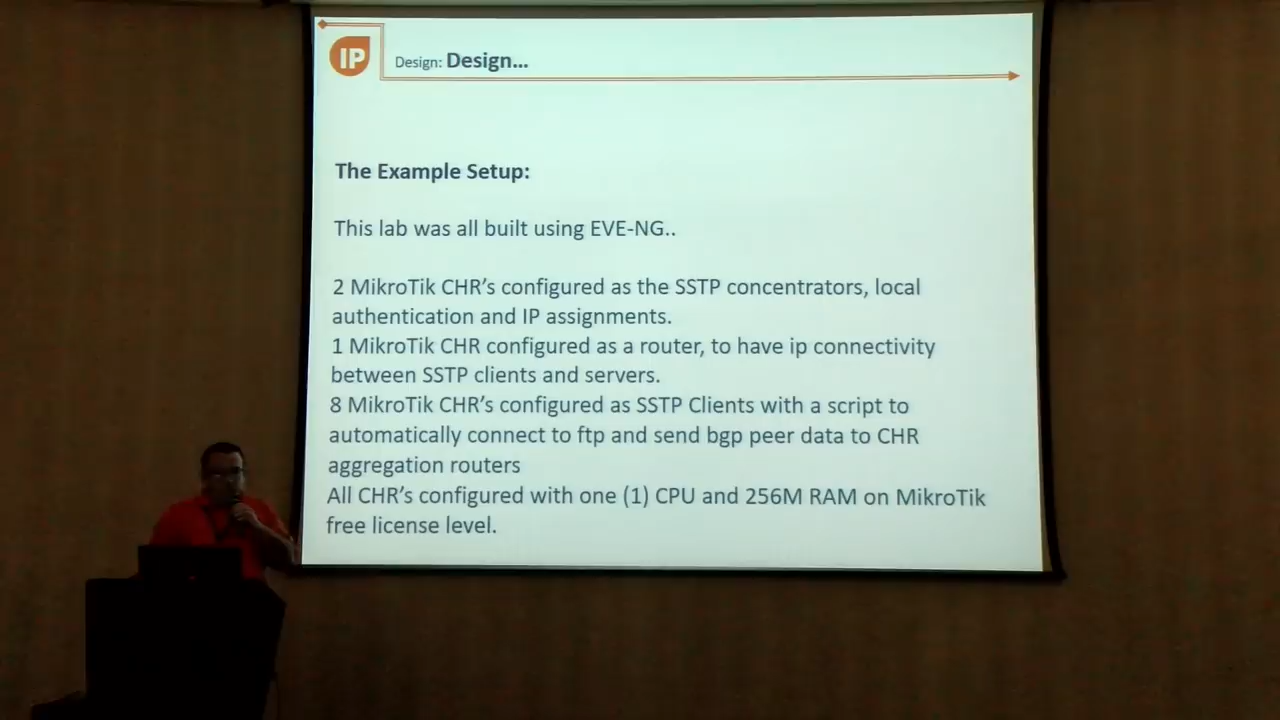 IP
Design: Design...
The Example Setup:
This lab was all built using EVE-NG..
2 MikroTik CHR's configured as the SSTP concentrators, local
authentication and IP assignments.
1 MikroTik CHR configured as a router, to have ip connectivity
between SSTP clients and servers.
8 MikroTik CHR's configured as SSTP Clients with a script to
automatically connect to ftp and send bgp peer data to CHR
aggregation routers
All CHR's configured with one (1) CPU and 256M RAM on MikroTik
free license level.